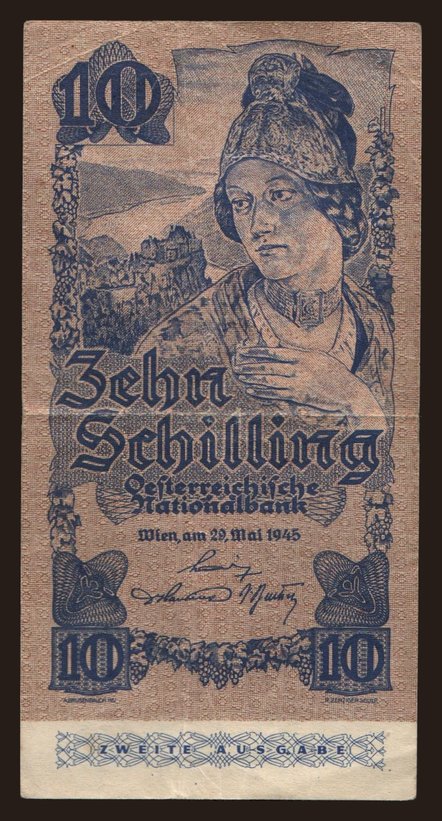 10
Zehn
Schilling
Oesterreichische
Nationalbank
Wien, am 29. Mai 1945
10 10
ZWEITE AUSGABE